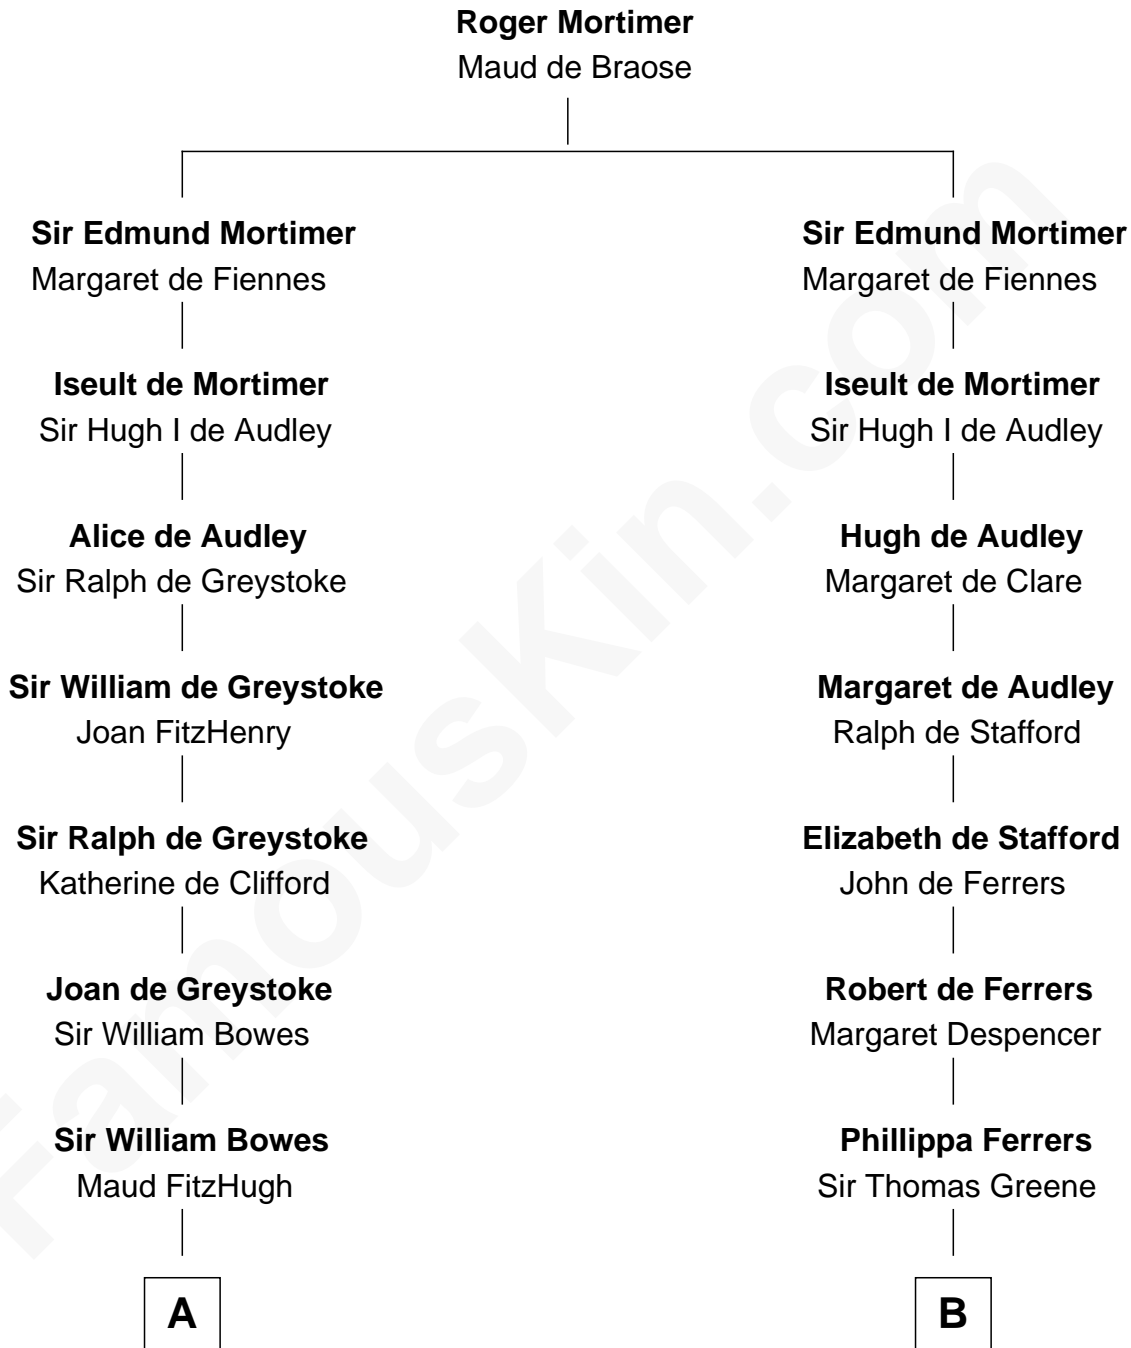 Roger Mortimer
Maud de Braose
Sir Edmund Mortimer
Margaret de Fiennes
Iseult de Mortimer
Sir Hugh I de Audley
Alice de Audley
Sir Ralph de Greystoke
Sir William de Greystoke
Joan FitzHenry
Sir Ralph de Greystoke
Katherine de Clifford
Joan de Greystoke
Sir William Bowes
Sir William Bowes
Maud FitzHugh
A
Sir Edmund Mortimer
Margaret de Fiennes
Iseult de Mortimer
Sir Hugh I de Audley
Hugh de Audley
Margaret de Clare
Margaret de Audley
Ralph de Stafford
Elizabeth de Stafford
John de Ferrers
Robert de Ferrers
Margaret Despencer
Phillippa Ferrers
Sir Thomas Greene
B
FamousKin.com